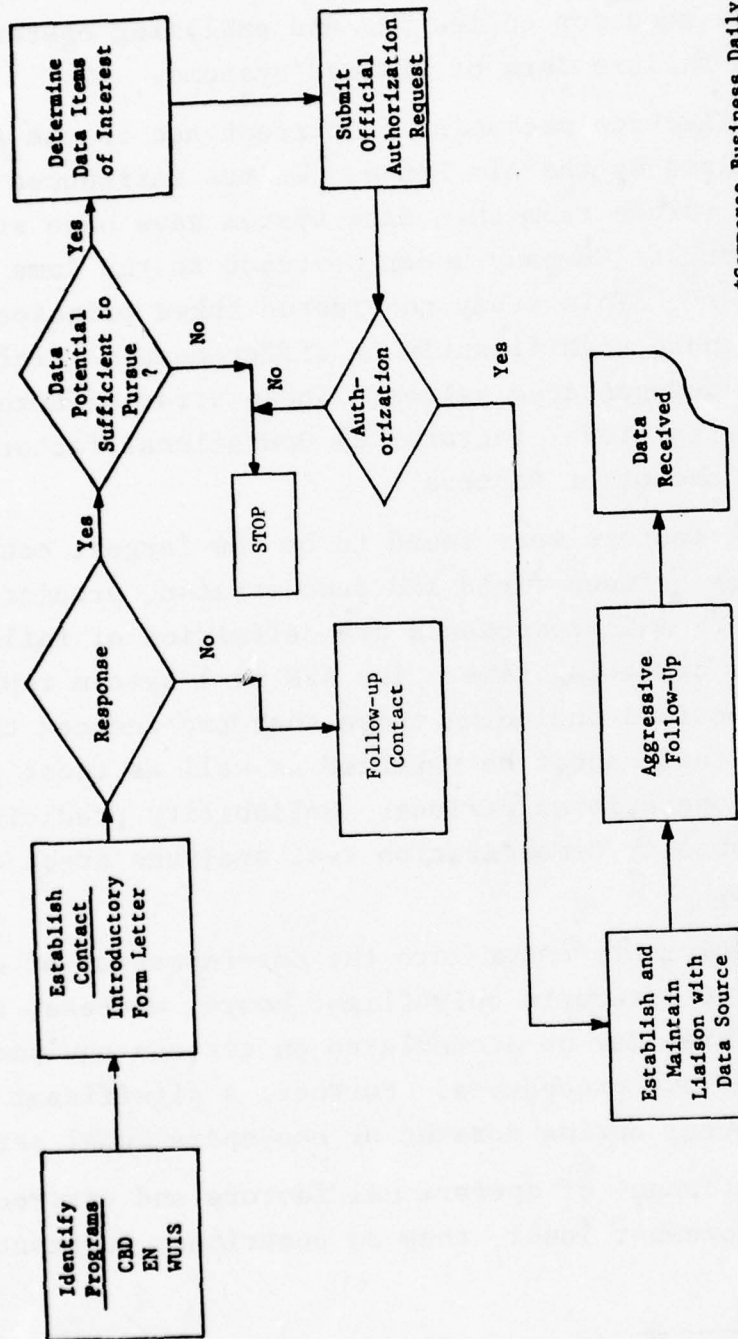 Identify
Programs
CBD
EN
WUIS
Establish
Contact
Introductory
Form Letter
Response
Yes
No
Follow-up
Contact
Data
Potential
Sufficient to
Pursue
?
Yes
No
STOP
Determine
Data Items
of Interest
Submit
Official
Authorization
Request
Auth-
orization
No
Yes
Establish and
Maintain
Liaison with
Data Source
Aggressive
Follow-Up
Data
Received
Commerce Business Daily